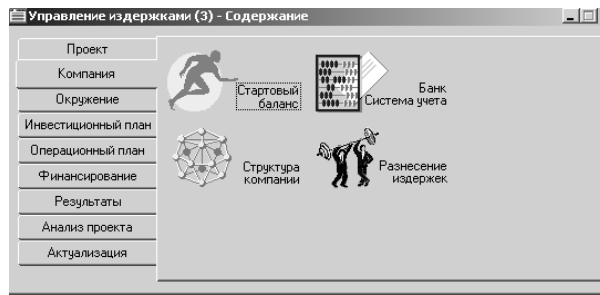 Управление издержками (3) - Содержание
Проект
Компания
Окружение
Инвестиционный план
Операционный план
Финансирование
Результаты
Анализ проекта
Актуализация
Стартовый
баланс
Банк
Система учета
Структура
компании
Разнесение
издержек